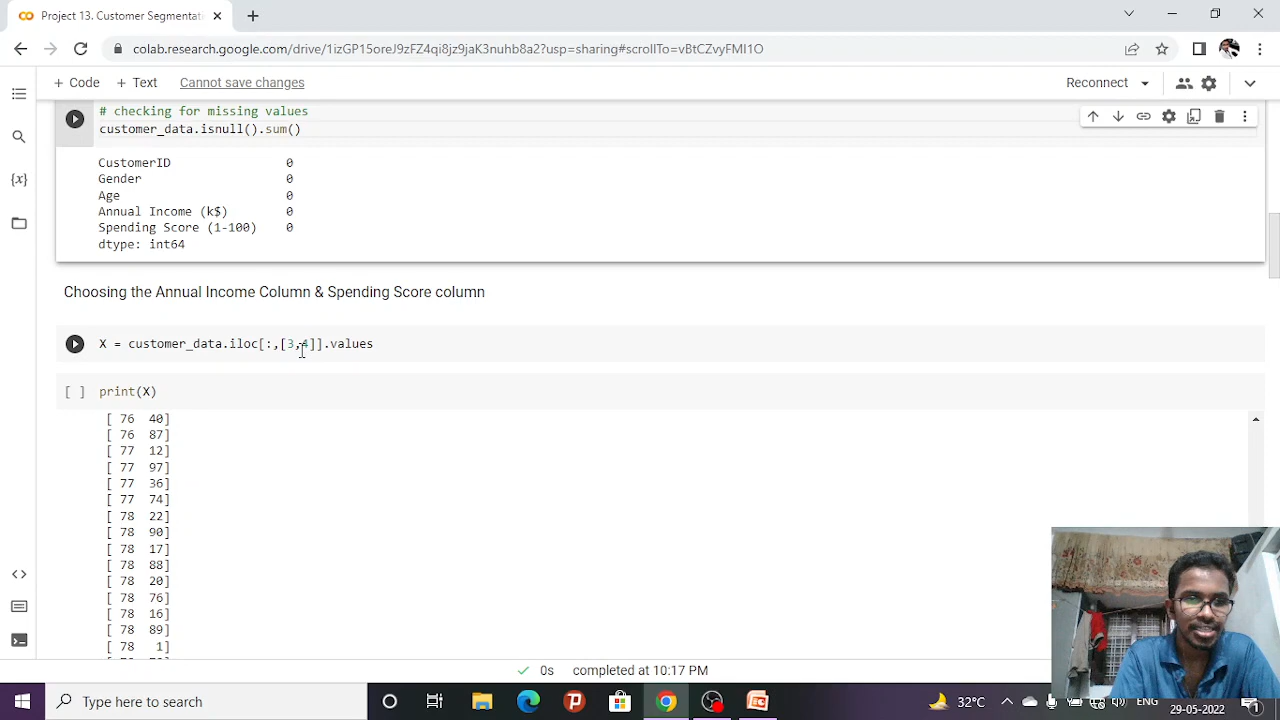 Project 13. Customer Segmentat
colab.research.google.com/drive/1izGP15oreJ9zFZ4qi8jz9jaK3nuhb8a2?usp=sharing#scrollTo=vBtCZvyFMI1O
+ Code + Text Cannot save changes
Reconnect
# checking for missing values
customer_data.isnull().sum()
CustomerID 0
Gender 0
Age 0
Annual Income (k$) 0
Spending Score (1-100) 0
dtype: int64
Choosing the Annual Income Column & Spending Score column
X = customer_data.iloc[:,[3,4]].values
[ ] print(X)
[ 76 40]
[ 76 87]
[ 77 12]
[ 77 97]
[ 77 36]
[ 77 74]
[ 78 22]
[ 78 90]
[ 78 17]
[ 78 88]
[ 78 20]
[ 78 76]
[ 78 16]
[ 78 89]
[ 78 1]
0s completed at 10:17 PM
Type here to search
32°C
29-05-2022
1